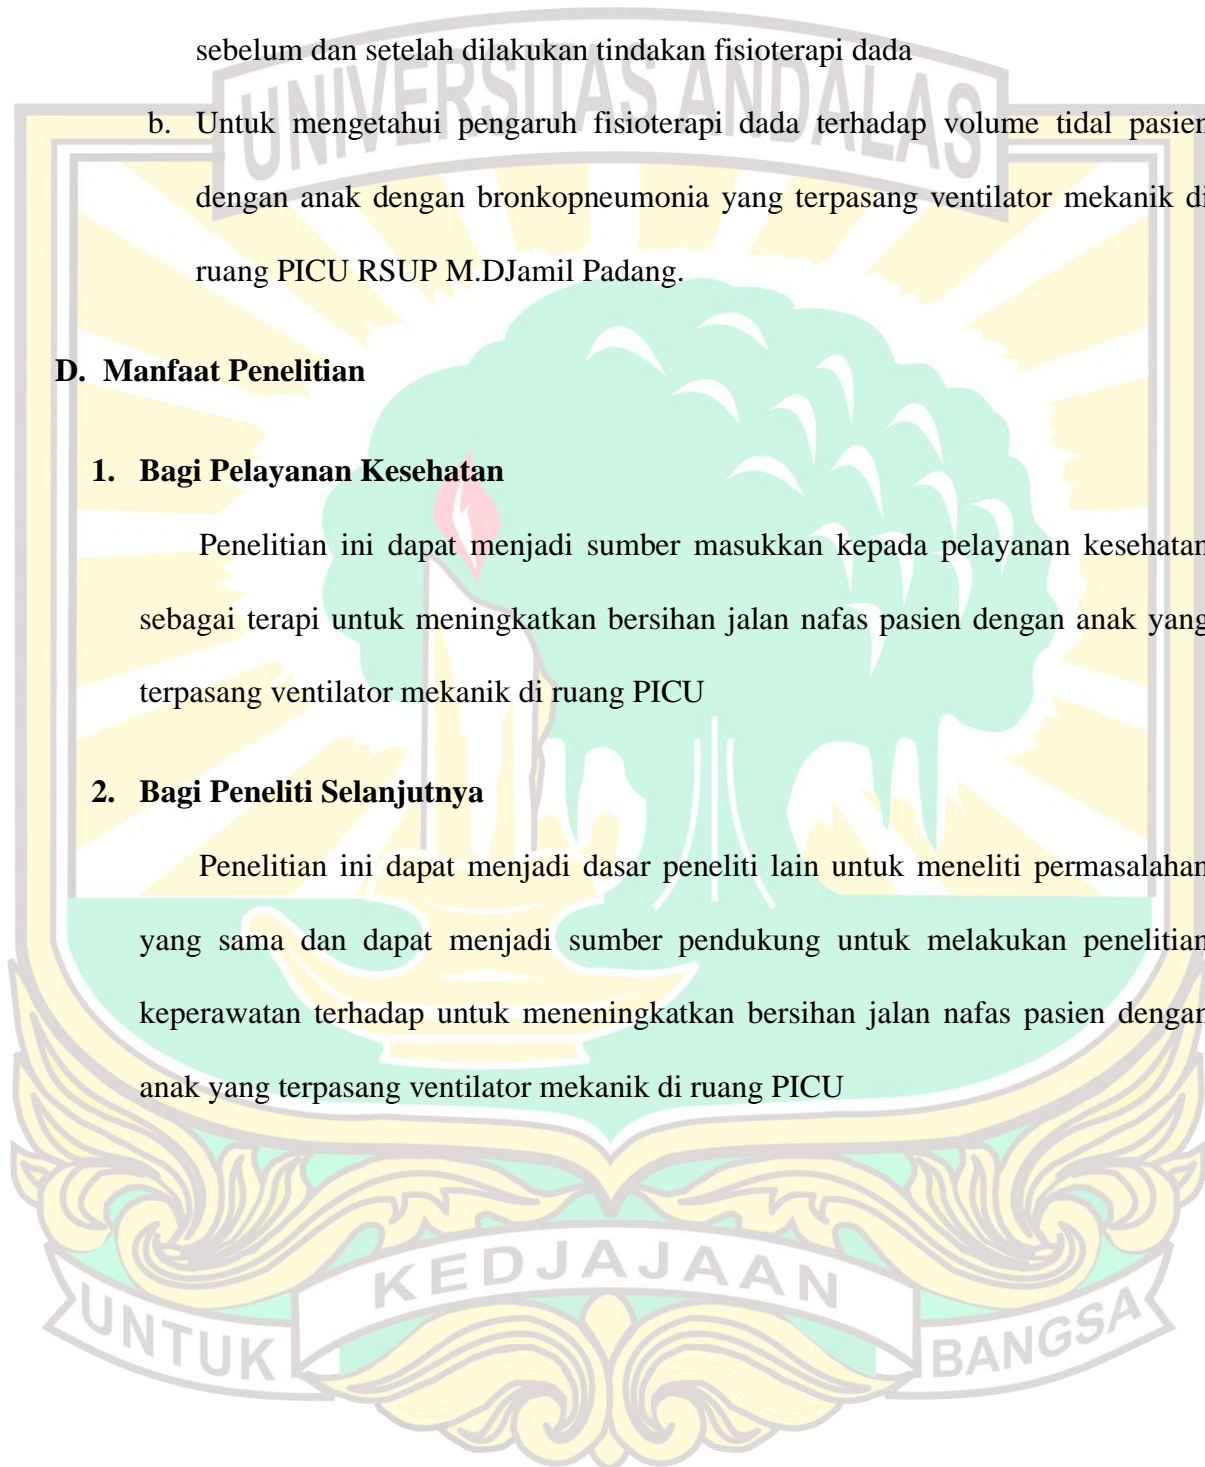 UNIVERSITAS ANDALAS
sebelum dan setelah dilakukan tindakan fisioterapi dada
b. Untuk mengetahui pengaruh fisioterapi dada terhadap volume tidal pasien
dengan anak dengan bronkopneumonia yang terpasang ventilator mekanik di
ruang PICU RSUP M.DJamil Padang.
D. Manfaat Penelitian
1. Bagi Pelayanan Kesehatan
Penelitian ini dapat menjadi sumber masukkan kepada pelayanan kesehatan
sebagai terapi untuk meningkatkan bersihan jalan nafas pasien dengan anak yang
terpasang ventilator mekanik di ruang PICU
2. Bagi Peneliti Selanjutnya
Penelitian ini dapat menjadi dasar peneliti lain untuk meneliti permasalahan
yang sama dan dapat menjadi sumber pendukung untuk melakukan penelitian
keperawatan terhadap untuk meneningkatkan bersihan jalan nafas pasien dengan
anak yang terpasang ventilator mekanik di ruang PICU
UNTUK KEDJAJAAN BANGSA